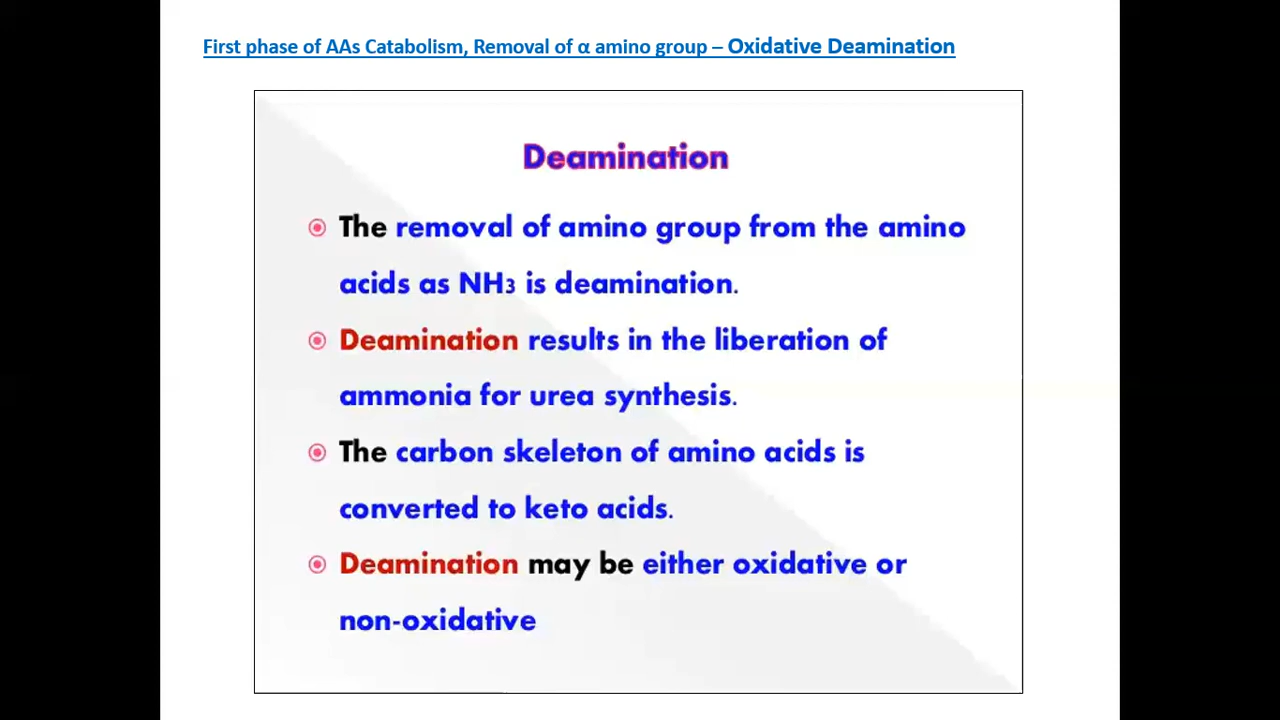 First phase of AAs Catabolism, Removal of α amino group – Oxidative Deamination
Deamination
The removal of amino group from the amino
acids as NH₃ is deamination.
Deamination results in the liberation of
ammonia for urea synthesis.
The carbon skeleton of amino acids is
converted to keto acids.
Deamination may be either oxidative or
non-oxidative